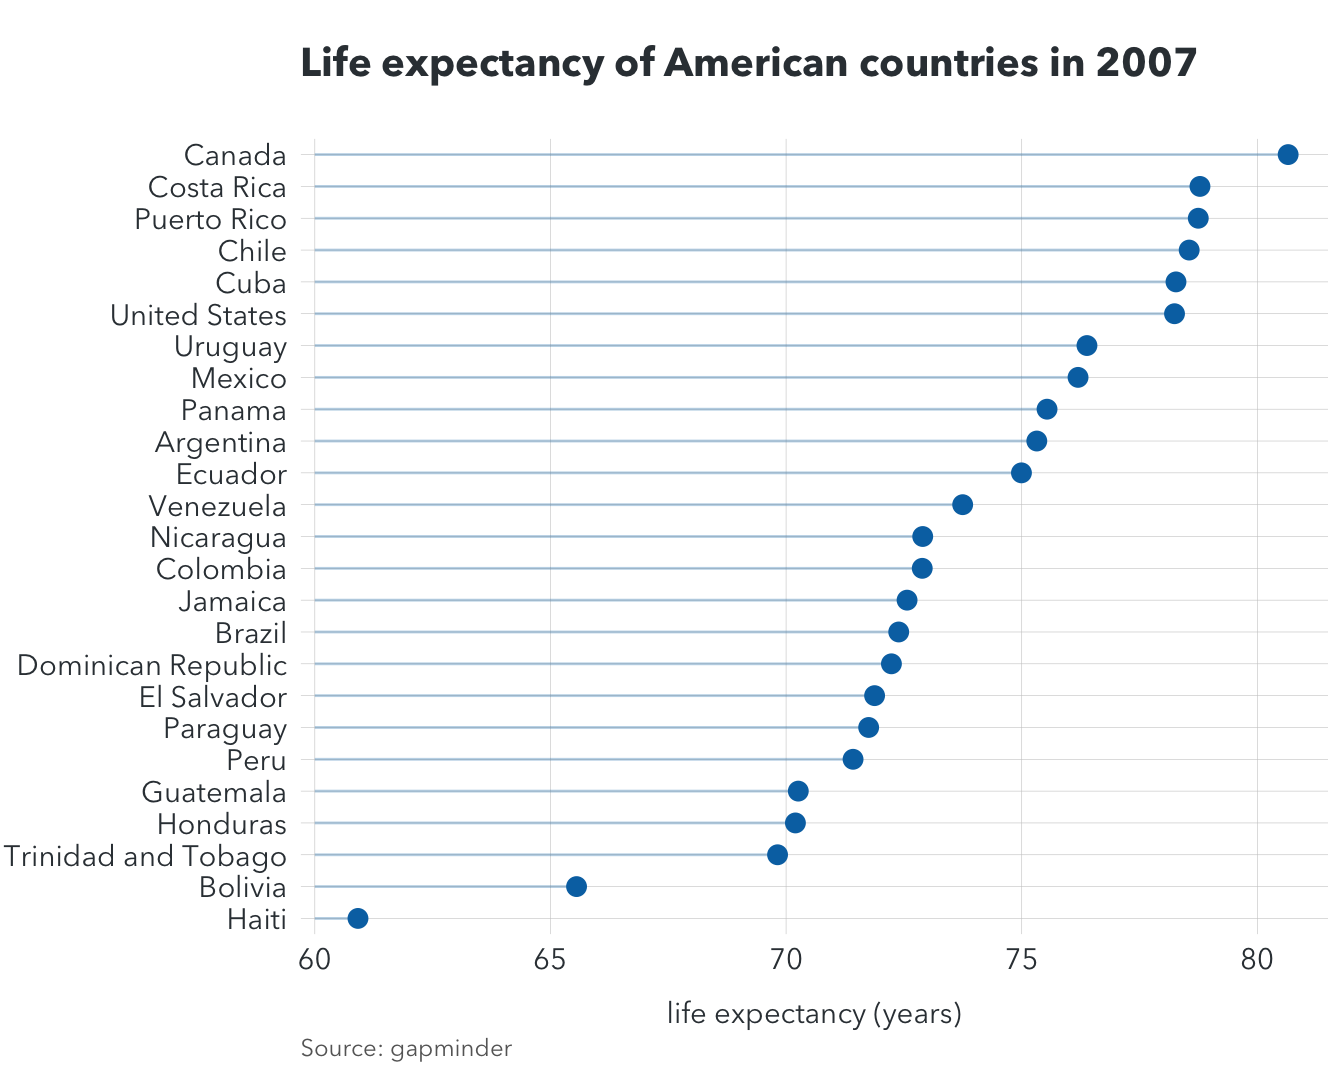 Life expectancy of American countries in 2007
Canada
Costa Rica
Puerto Rico
Chile
Cuba
United States
Uruguay
Mexico
Panama
Argentina
Ecuador
Venezuela
Nicaragua
Colombia
Jamaica
Brazil
Dominican Republic
El Salvador
Paraguay
Peru
Guatemala
Honduras
Trinidad and Tobago
Bolivia
Haiti
60 65 70 75 80
life expectancy (years)
Source: gapminder